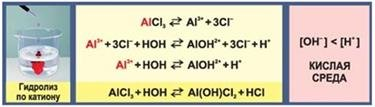 AlCl₃ ⇄ Al³⁺ + 3Cl⁻
Al³⁺ + 3Cl⁻ + HOH ⇄ AlOH²⁺ + 3Cl⁻ + H⁺
Al³⁺ + HOH ⇄ AlOH²⁺ + H⁺
AlCl₃ + HOH ⇄ Al(OH)Cl₂ + HCl
Гидролиз
по катиону
[OH⁻] < [H⁺]
КИСЛАЯ
СРЕДА